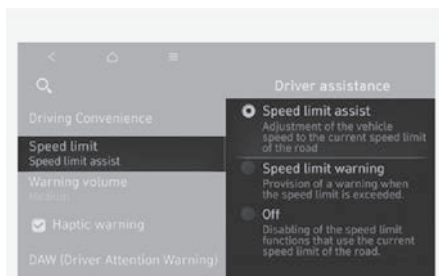 Driver assistance
Driving Convenience
Speed limit
Speed limit assist
Warning volume
Medium
Haptic warning
DAW (Driver Attention Warning)
Speed limit assist
Adjustment of the vehicle
speed to the current speed limit
of the road
Speed limit warning
Provision of a warning when
the speed limit is exceeded.
Off
Disabling of the speed limit
functions that use the current
speed limit of the road.